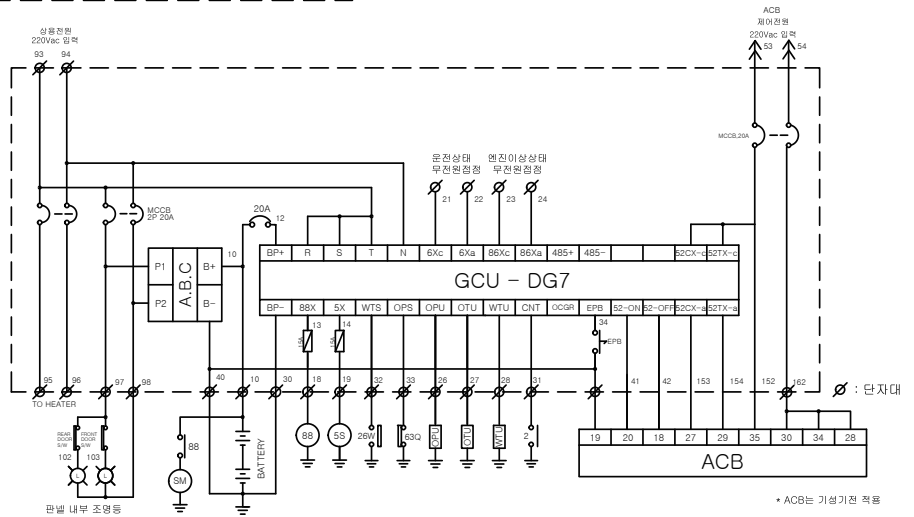 상용전원
220Vac 입력
93
94
ACB
제어전원
220Vac 입력
53
54
MCCB,20A
운전상태
무전원접점
엔진이상상태
무전원접점
21
22
23
24
MCCB
2P 20A
20A
12
P1
P2
A.B.C
B+
B-
10
BP+ R S T N 6Xc 6Xa 86Xc 86Xa 485+ 485- 52CX-c 52TX-c
GCU - DG7
BP- 88X 5X WTS OPS OPU OTU WTU CNT OCGR EPB 52-ON 52-OFF 52CX-a 52TX-a
13
15A
14
15A
34
EPB
95
96
97
98
40
10
30
18
19
32
33
26
27
28
31
41
42
153
154
152
162
: 단자대
TO HEATER
REAR
DOOR
S/W
FRONT
DOOR
S/W
102
103
L
L
판넬 내부 조명등
88
SM
BATTERY
88
5S
26W
63Q
OPU
OTU
WTU
2
19 20 18 27 29 35 30 34 28
ACB
* ACB는 기성기전 적용